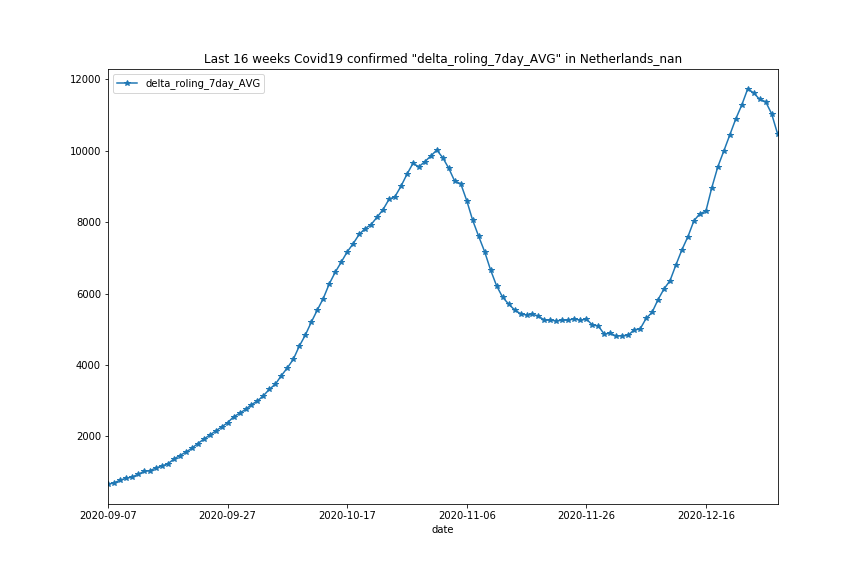 Last 16 weeks Covid19 confirmed "delta_roling_7day_AVG" in Netherlands_nan
delta_roling_7day_AVG
12000
10000
8000
6000
4000
2000
2020-09-07 2020-09-27 2020-10-17 2020-11-06 2020-11-26 2020-12-16
date